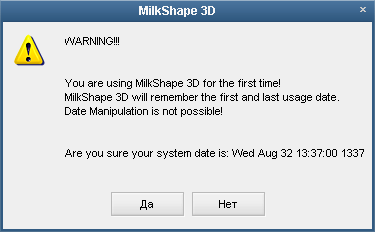 MilkShape 3D
WARNING!!!
You are using MilkShape 3D for the first time!
MilkShape 3D will remember the first and last usage date.
Date Manipulation is not possible!
Are you sure your system date is: Wed Aug 32 13:37:00 1337
Да Нет